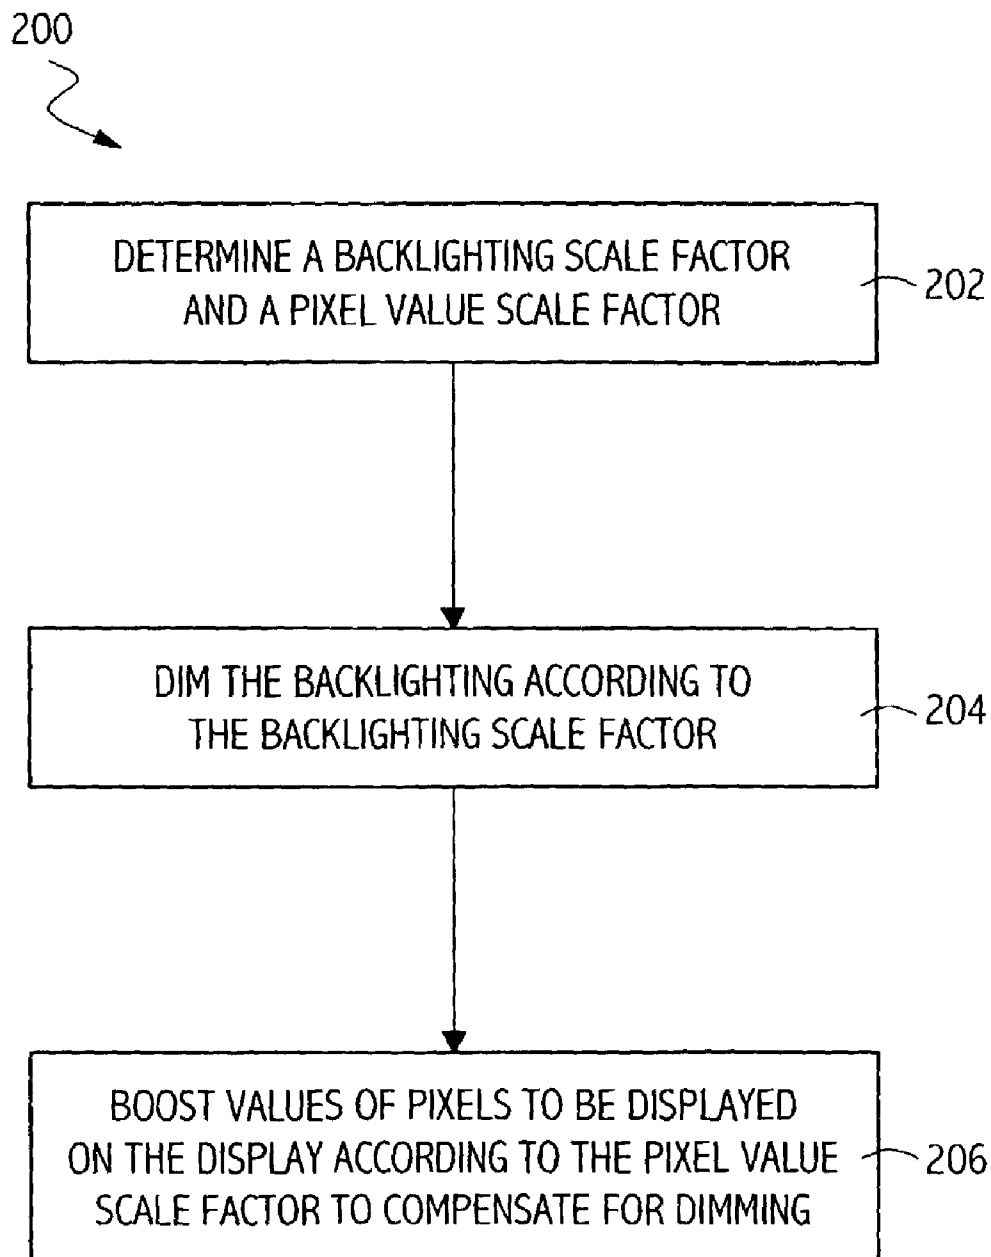 200
DETERMINE A BACKLIGHTING SCALE FACTOR
AND A PIXEL VALUE SCALE FACTOR
202
DIM THE BACKLIGHTING ACCORDING TO
THE BACKLIGHTING SCALE FACTOR
204
BOOST VALUES OF PIXELS TO BE DISPLAYED
ON THE DISPLAY ACCORDING TO THE PIXEL VALUE
SCALE FACTOR TO COMPENSATE FOR DIMMING
206